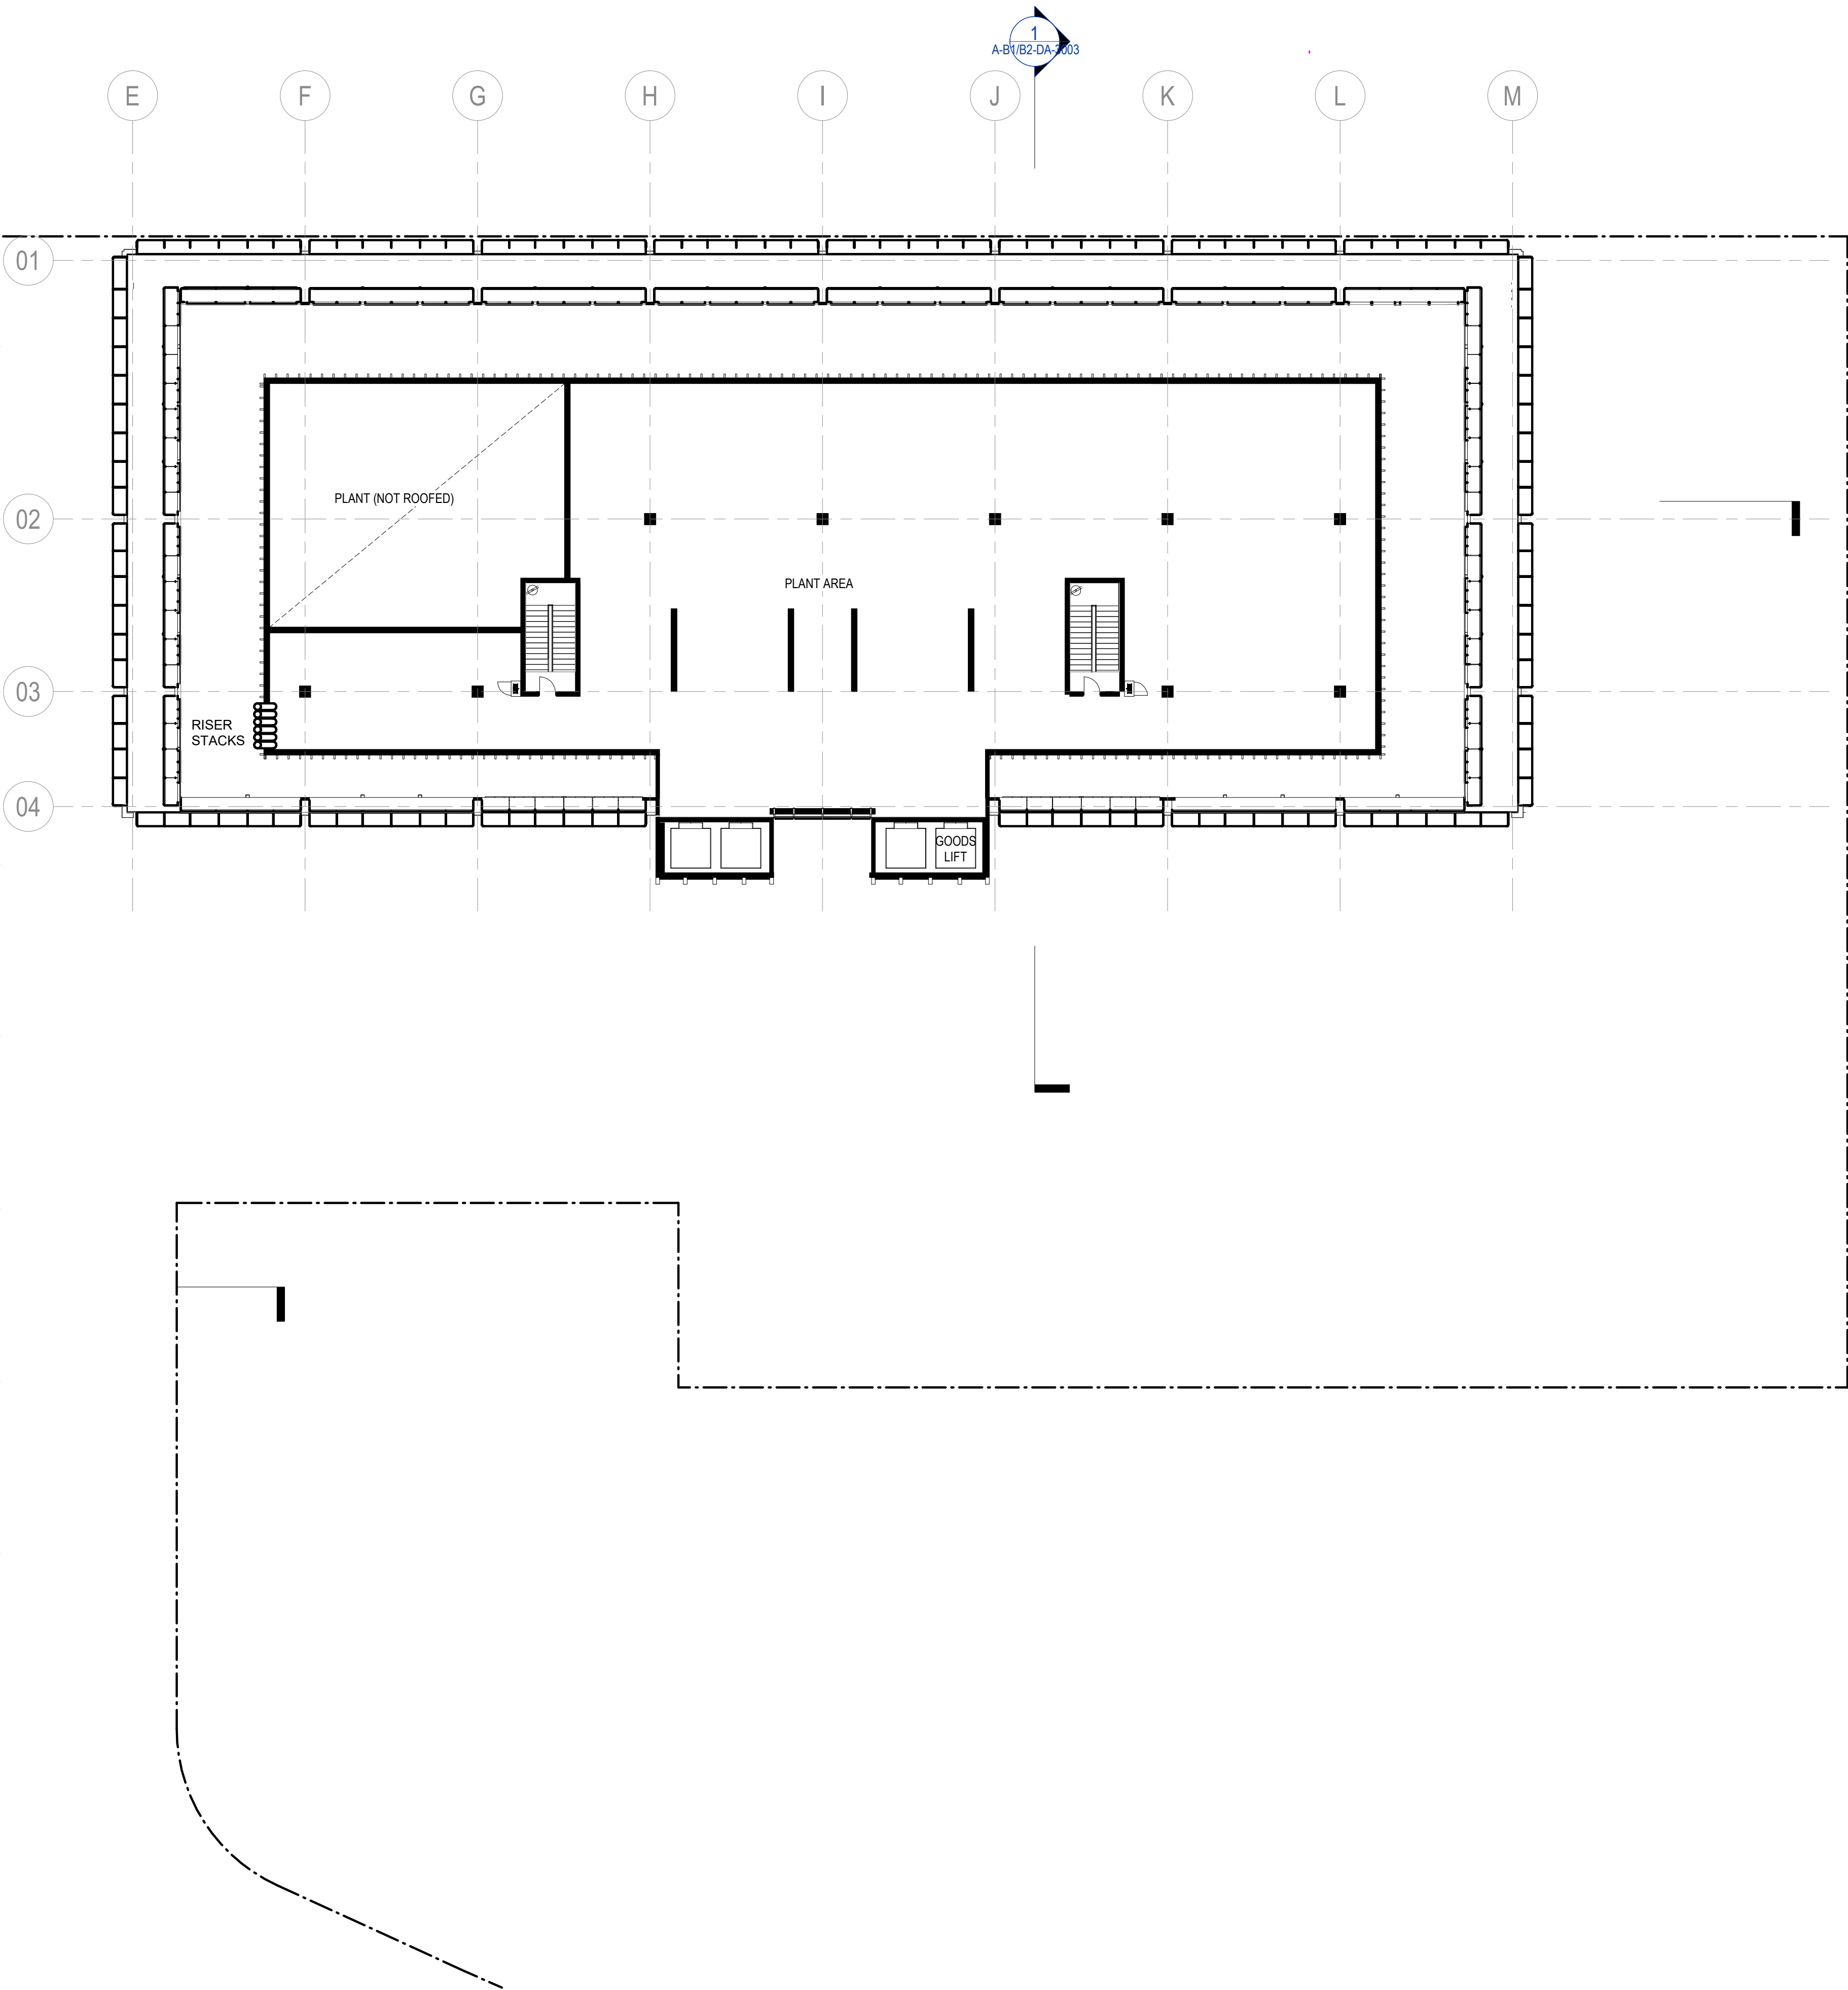 1
A-B1/B2-DA-3003
E F G H I J K L M
01
02
PLANT (NOT ROOFED)
PLANT AREA
03
RISER
STACKS
04
GOODS
LIFT